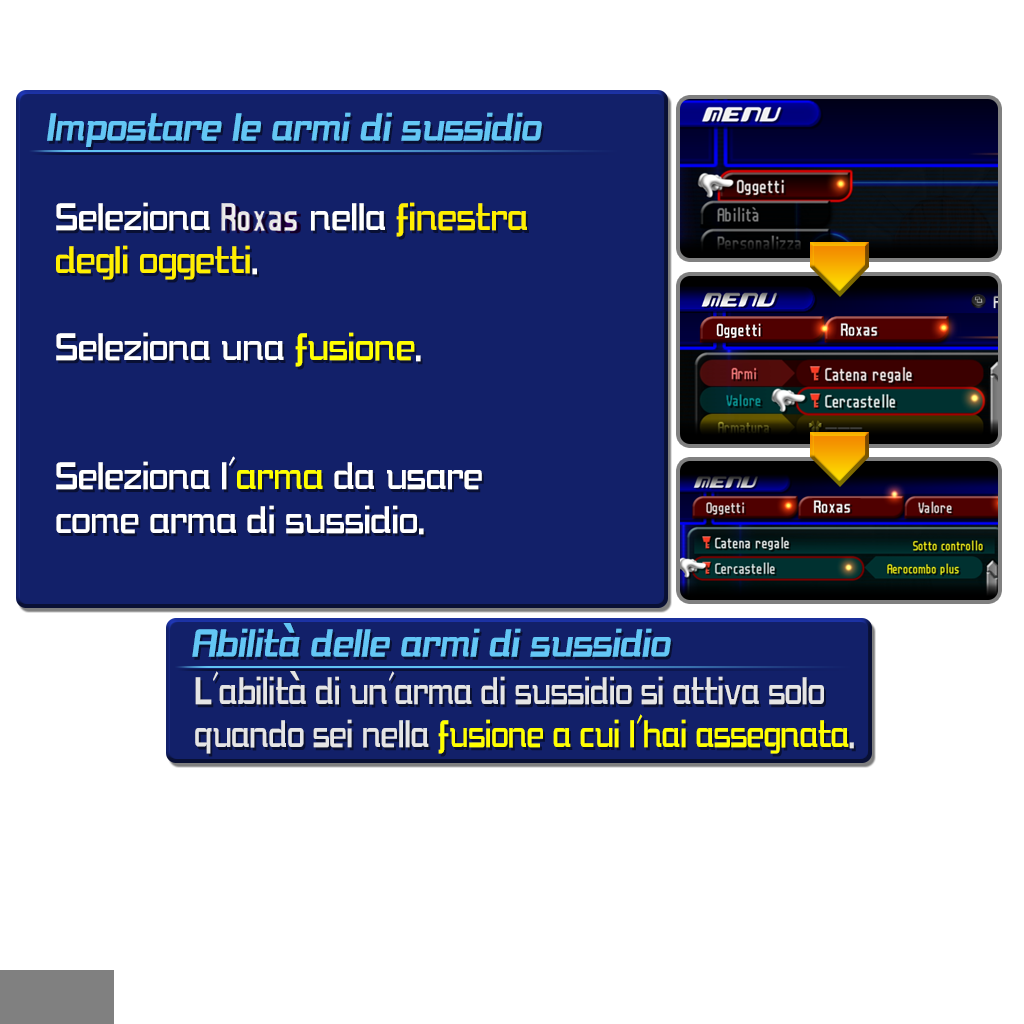 Impostare le armi di sussidio
Seleziona Roxas nella finestra
degli oggetti.
Seleziona una fusione.
Seleziona l'arma da usare
come arma di sussidio.
MENU
Oggetti
Abilità
Personalizza
MENU
Oggetti
Roxas
Armi
Catena regale
Valore
Cercastelle
Armatura
MENU
Oggetti
Roxas
Valore
Catena regale
Sotto controllo
Cercastelle
Aerocombo plus
Abilità delle armi di sussidio
L'abilità di un'arma di sussidio si attiva solo
quando sei nella fusione a cui l'hai assegnata.